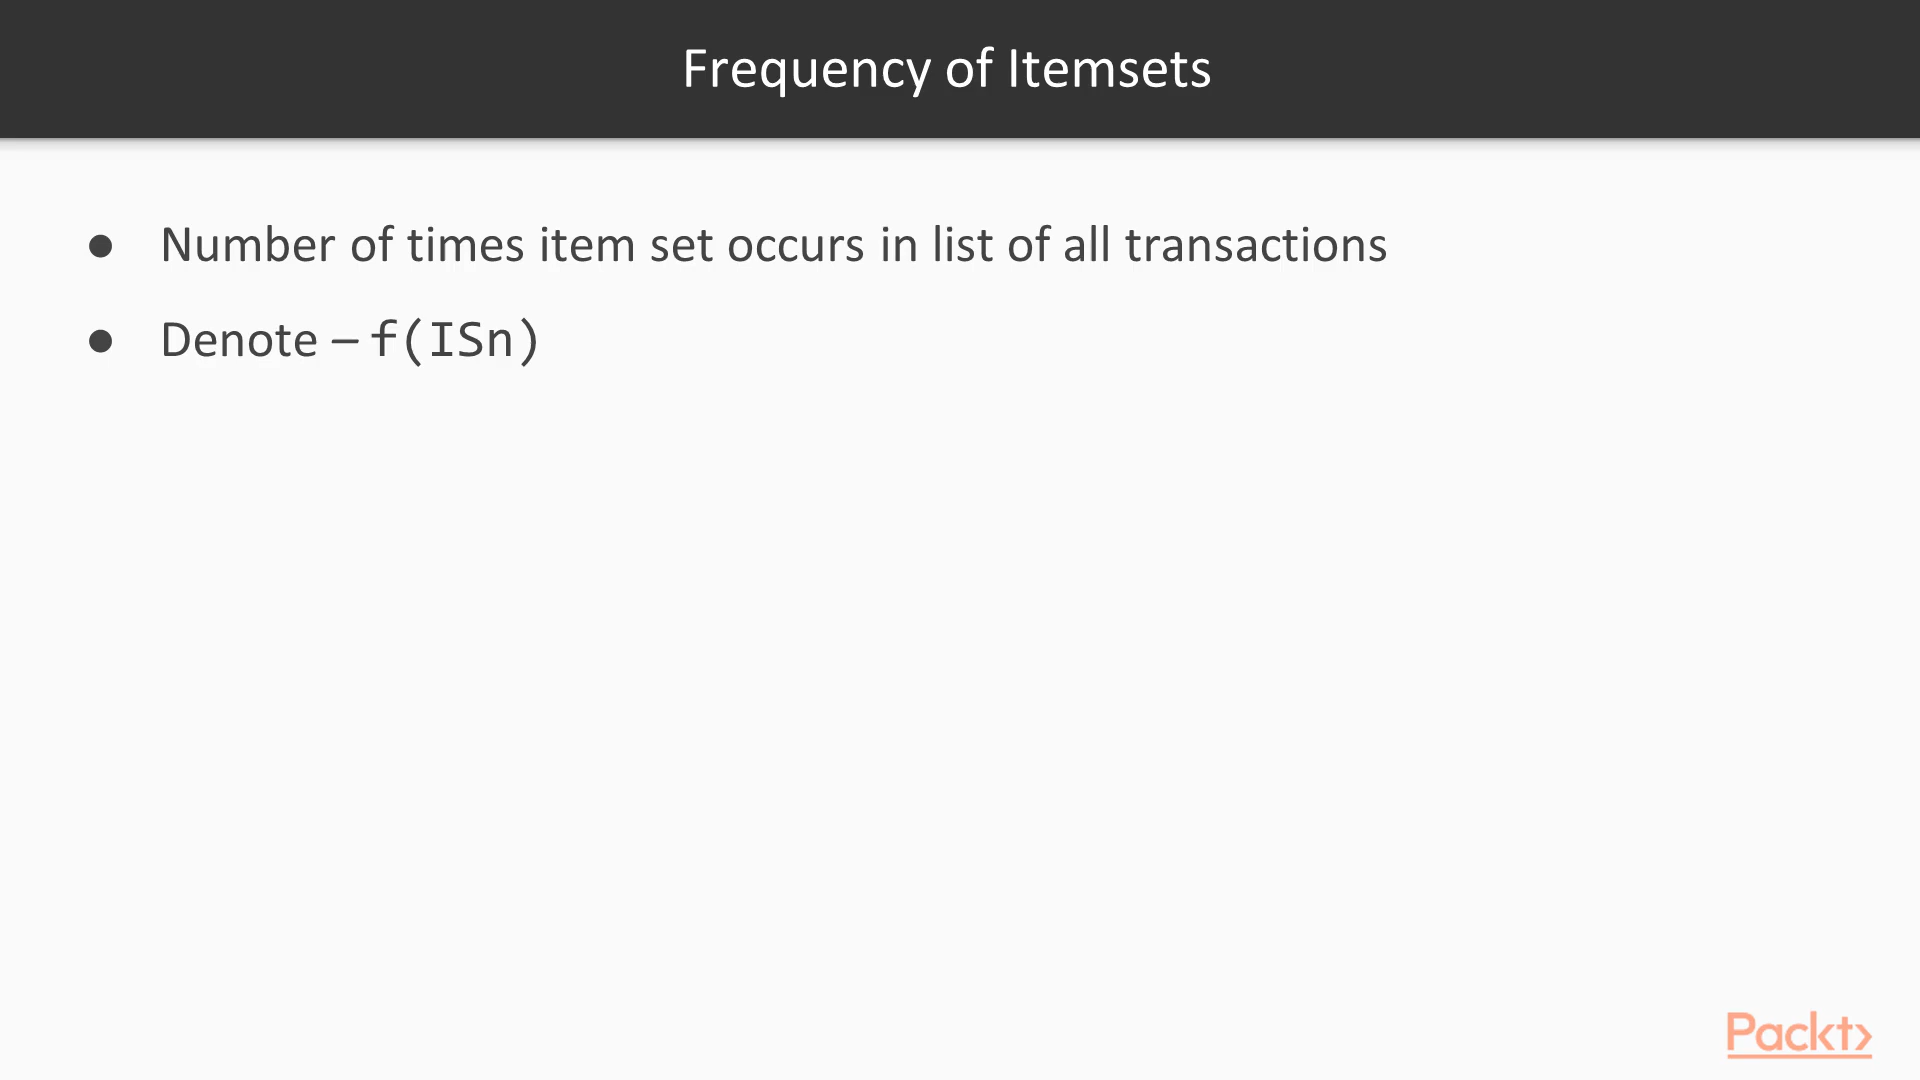 Frequency of Itemsets
● Number of times item set occurs in list of all transactions
● Denote – f(ISn)
Packt>